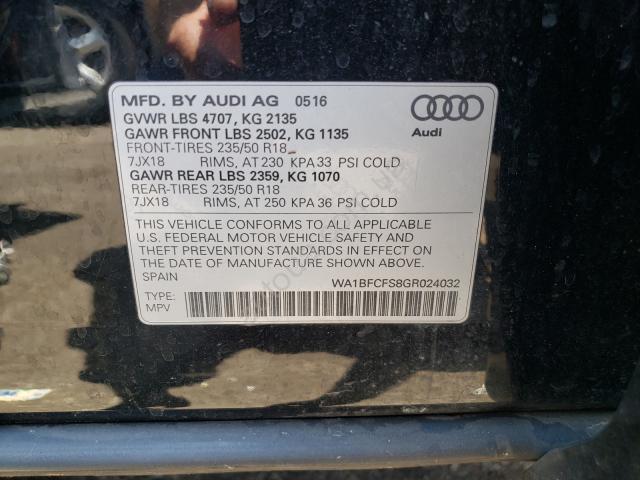 MFD. BY AUDI AG 0516
GVWR LBS 4707, KG 2135
GAWR FRONT LBS 2502, KG 1135
FRONT-TIRES 235/50 R18
7JX18 RIMS, AT 230 KPA 33 PSI COLD
GAWR REAR LBS 2359, KG 1070
REAR-TIRES 235/50 R18
7JX18 RIMS, AT 250 KPA 36 PSI COLD
Audi
THIS VEHICLE CONFORMS TO ALL APPLICABLE
U.S. FEDERAL MOTOR VEHICLE SAFETY AND
THEFT PREVENTION STANDARDS IN EFFECT
ON THE DATE OF MANUFACTURE SHOWN ABOVE.
SPAIN
WA1BFCFS8GR024032
TYPE:
MPV